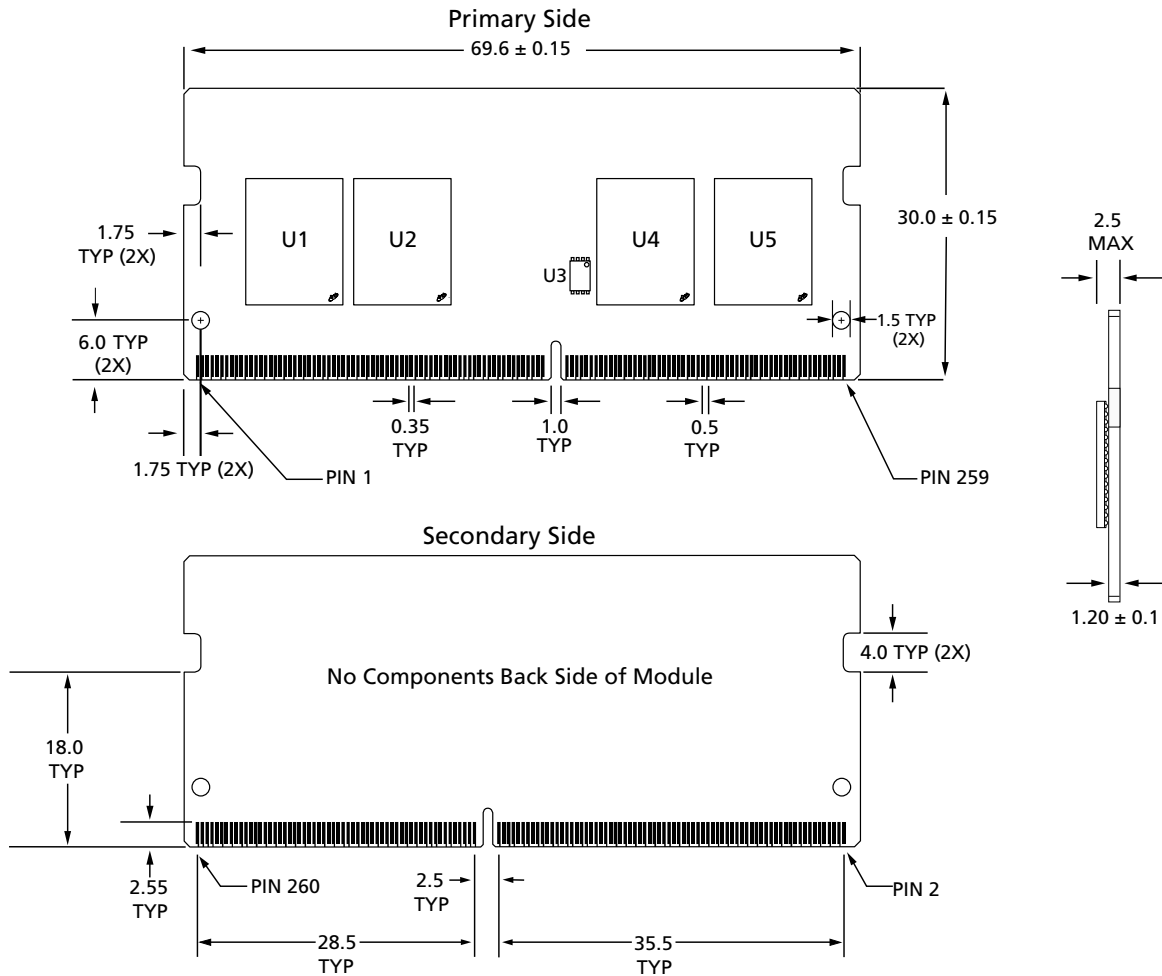 Primary Side
69.6 ± 0.15
U1
U2
U3
U4
U5
30.0 ± 0.15
2.5
MAX
1.75
TYP (2X)
6.0 TYP
(2X)
1.5 TYP
(2X)
0.35
TYP
1.0
TYP
0.5
TYP
1.75 TYP (2X)
PIN 1
PIN 259
1.20 ± 0.1
Secondary Side
4.0 TYP (2X)
No Components Back Side of Module
18.0
TYP
2.55
TYP
PIN 260
2.5
TYP
PIN 2
28.5
TYP
35.5
TYP